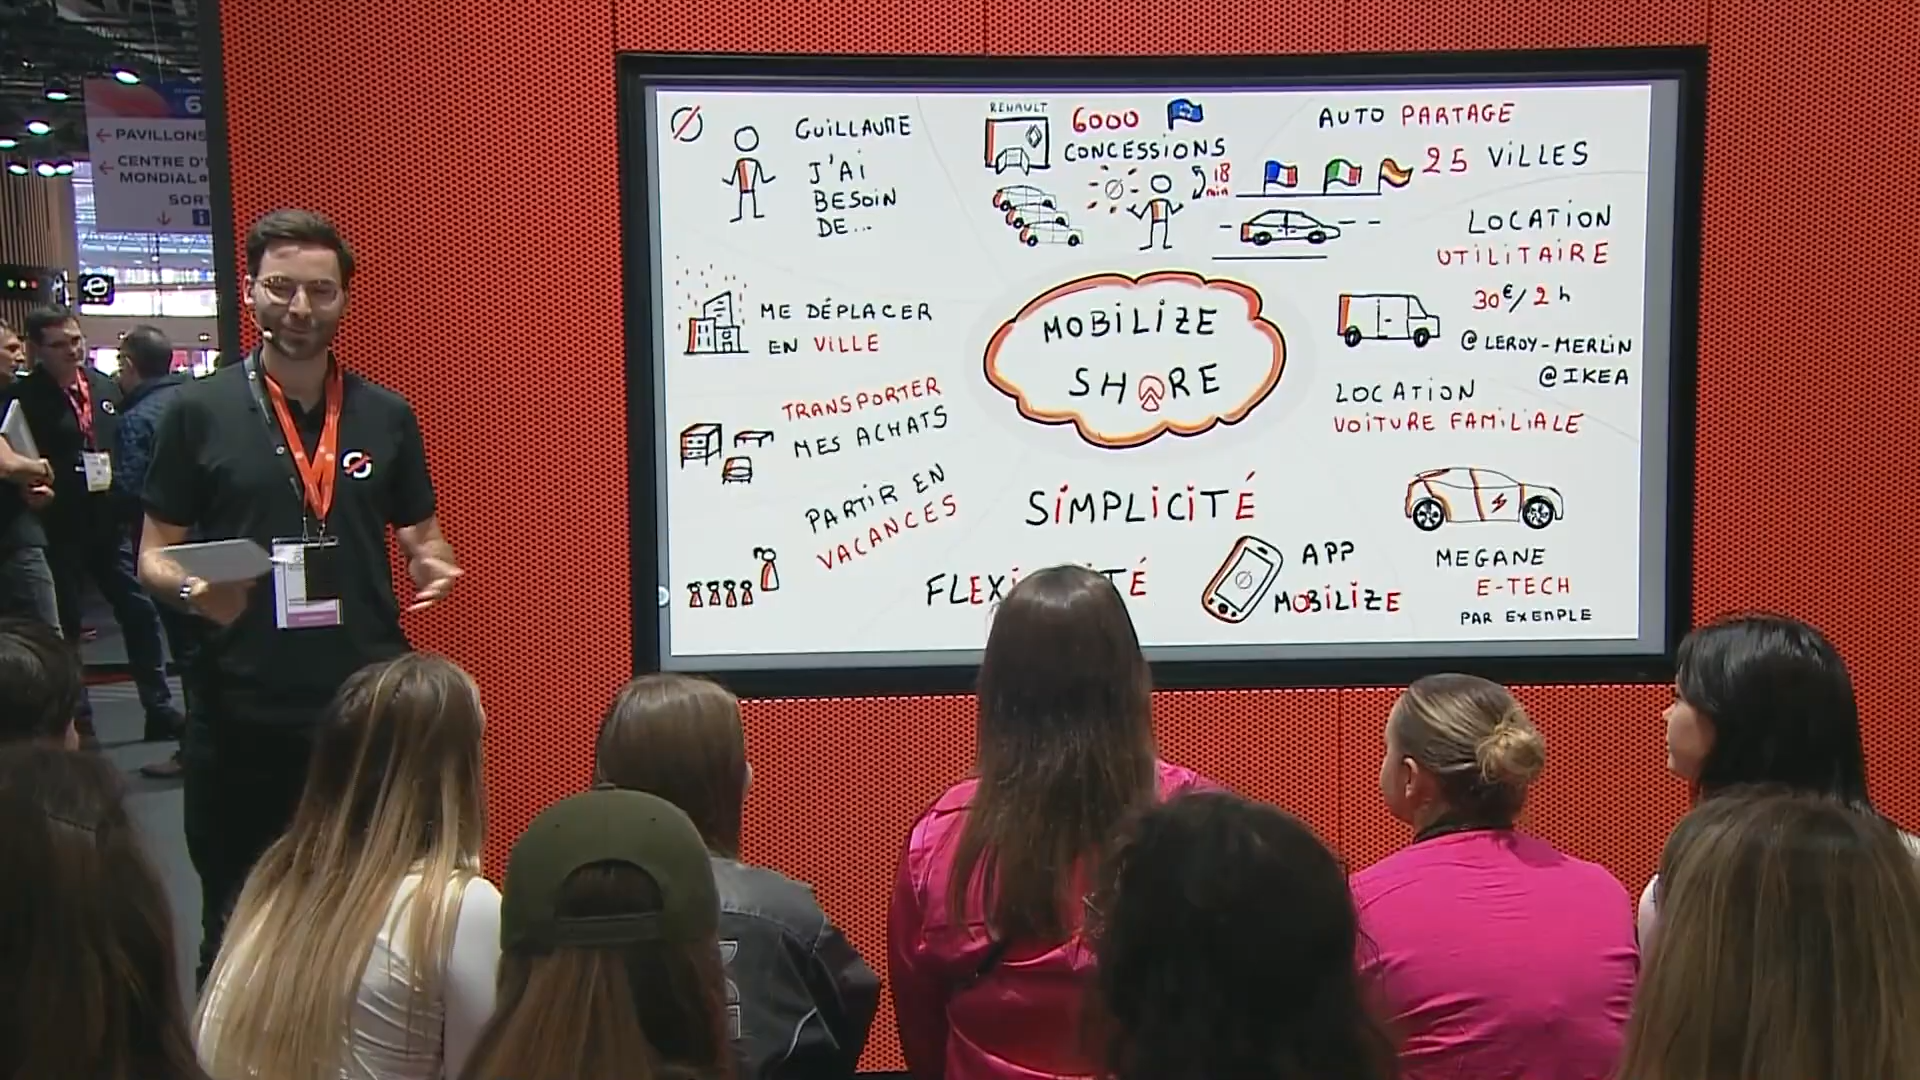 6
← PAVILLONS
← CENTRE D'
MONDIAL
SORT
GUILLAUME
J'AI
BESOIN
DE...
ME DÉPLACER
EN VILLE
TRANSPORTER
MES ACHATS
PARTIR EN
VACANCES
RENAULT
6000
CONCESSIONS
18
min
MOBILIZE
SHARE
SIMPLICITÉ
APP
MOBILIZE
AUTO PARTAGE
25 VILLES
LOCATION
UTILITAIRE
30€/2h
@LEROY-MERLIN
@IKEA
LOCATION
VOITURE FAMILIALE
MEGANE
E-TECH
PAR EXEMPLE